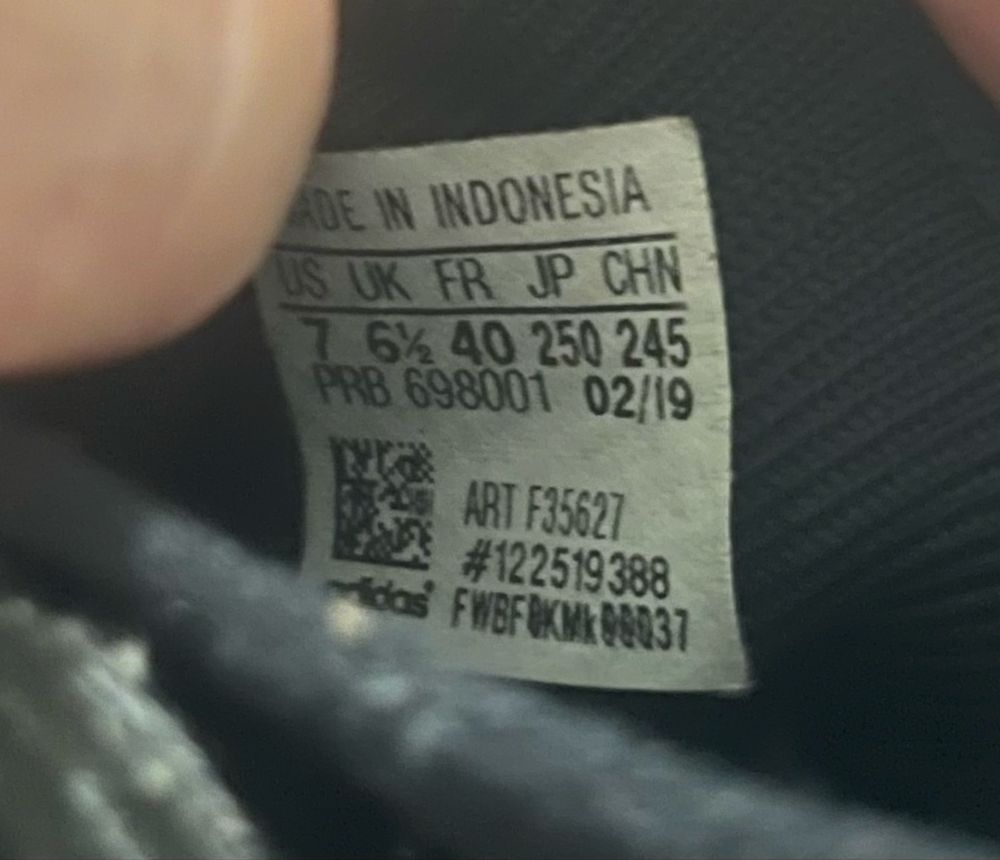 MADE IN INDONESIA
US UK FR JP CHN
7 6½ 40 250 245
PRB 698001 02/19
ART F35627
#122519388
adidas®